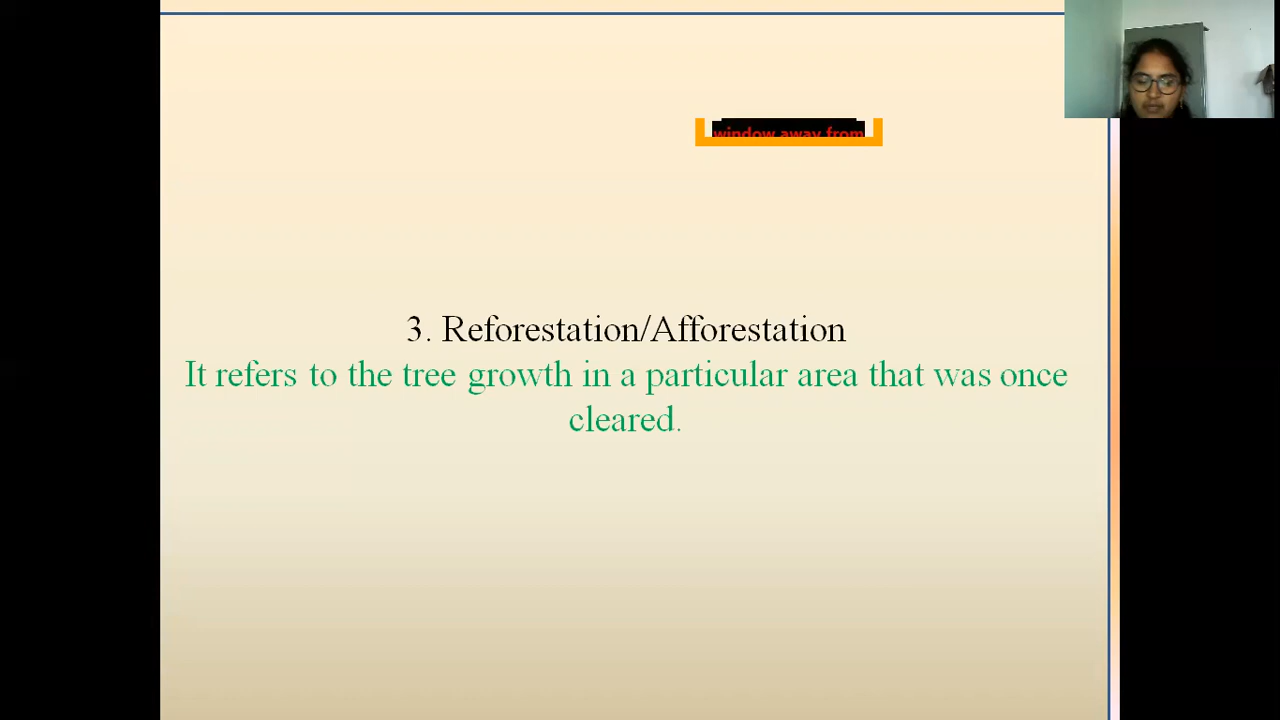 window away from
3. Reforestation/Afforestation
It refers to the tree growth in a particular area that was once
cleared.